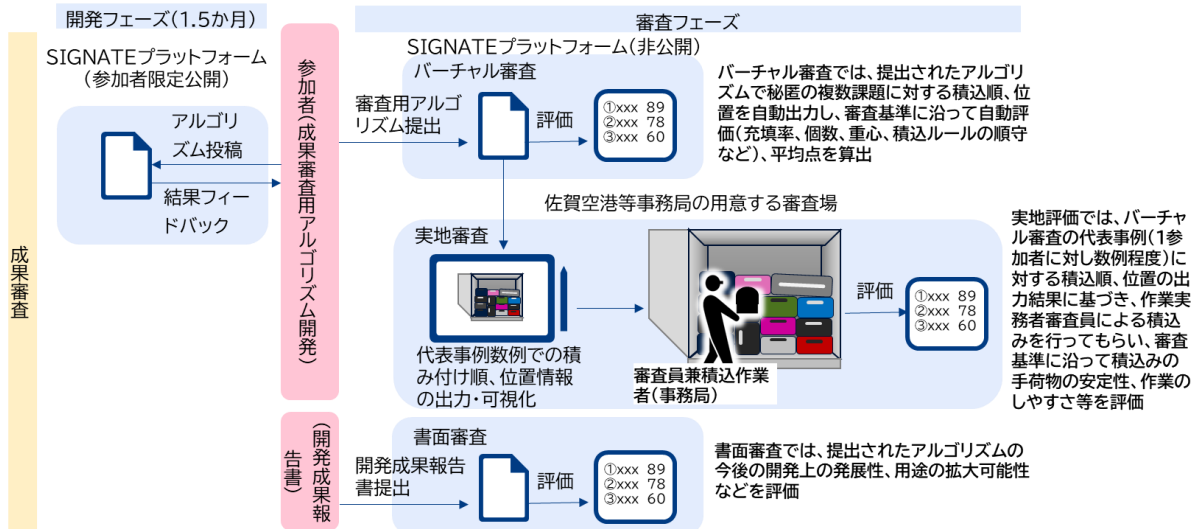 開発フェーズ(1.5か月)
審査フェーズ
成果審査
SIGNATEプラットフォーム
(参加者限定公開)
アルゴリ
ズム投稿
結果フィー
ドバック
参加者(成果審査用アルゴリズム開発)
SIGNATEプラットフォーム(非公開)
バーチャル審査
審査用アルゴ
リズム提出
評価
①xxx 89
②xxx 78
③xxx 60
バーチャル審査では、提出されたアルゴリ
ズムで秘匿の複数課題に対する積込順、位
置を自動出力し、審査基準に沿って自動評
価(充填率、個数、重心、積込ルールの順守
など)、平均点を算出
佐賀空港等事務局の用意する審査場
実地審査
代表事例数例での積
み付け順、位置情報
の出力・可視化
審査員兼積込作業
者(事務局)
評価
①xxx 89
②xxx 78
③xxx 60
実地評価では、バーチ
ャル審査の代表事例(1参
加者に対し数例程度)に
対する積込順、位置の出
力結果に基づき、作業実
務者審査員による積込
みを行ってもらい、審査
基準に沿って積込みの
手荷物の安定性、作業の
しやすさ等を評価
(開発成果報
告書)
書面審査
開発成果報告
書提出
評価
①xxx 89
②xxx 78
③xxx 60
書面審査では、提出されたアルゴリズムの
今後の開発上の発展性、用途の拡大可能性
などを評価